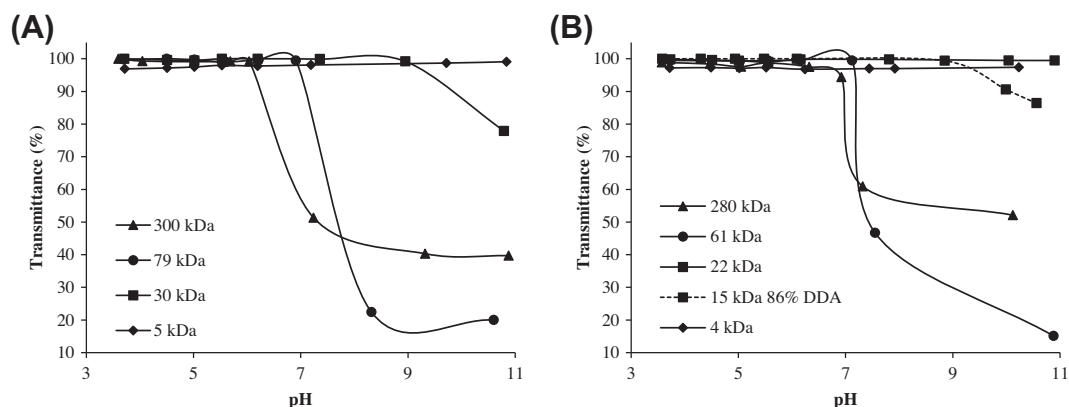 (A)
100
90
80
70
60
50
40
30
20
10
Transmittance (%)
300 kDa
79 kDa
30 kDa
5 kDa
3 5 7 9 11
pH
(B)
100
90
80
70
60
50
40
30
20
10
Transmittance (%)
280 kDa
61 kDa
22 kDa
15 kDa 86% DDA
4 kDa
3 5 7 9 11
pH